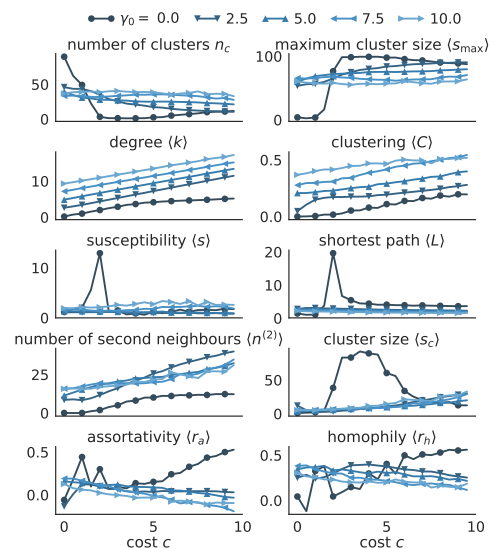 γ₀ = 0.0 2.5 5.0 7.5 10.0
number of clusters n_c
maximum cluster size ⟨s_max⟩
50
0
100
0
degree ⟨k⟩
clustering ⟨C⟩
10
0
0.5
0.0
susceptibility ⟨s⟩
shortest path ⟨L⟩
10
0
20
10
0
number of second neighbours ⟨n⁽²⁾⟩
cluster size ⟨s_c⟩
25
0
50
0
assortativity ⟨r_a⟩
homophily ⟨r_h⟩
0.5
0.0
0.5
0.0
0 5 10
0 5 10
cost c
cost c